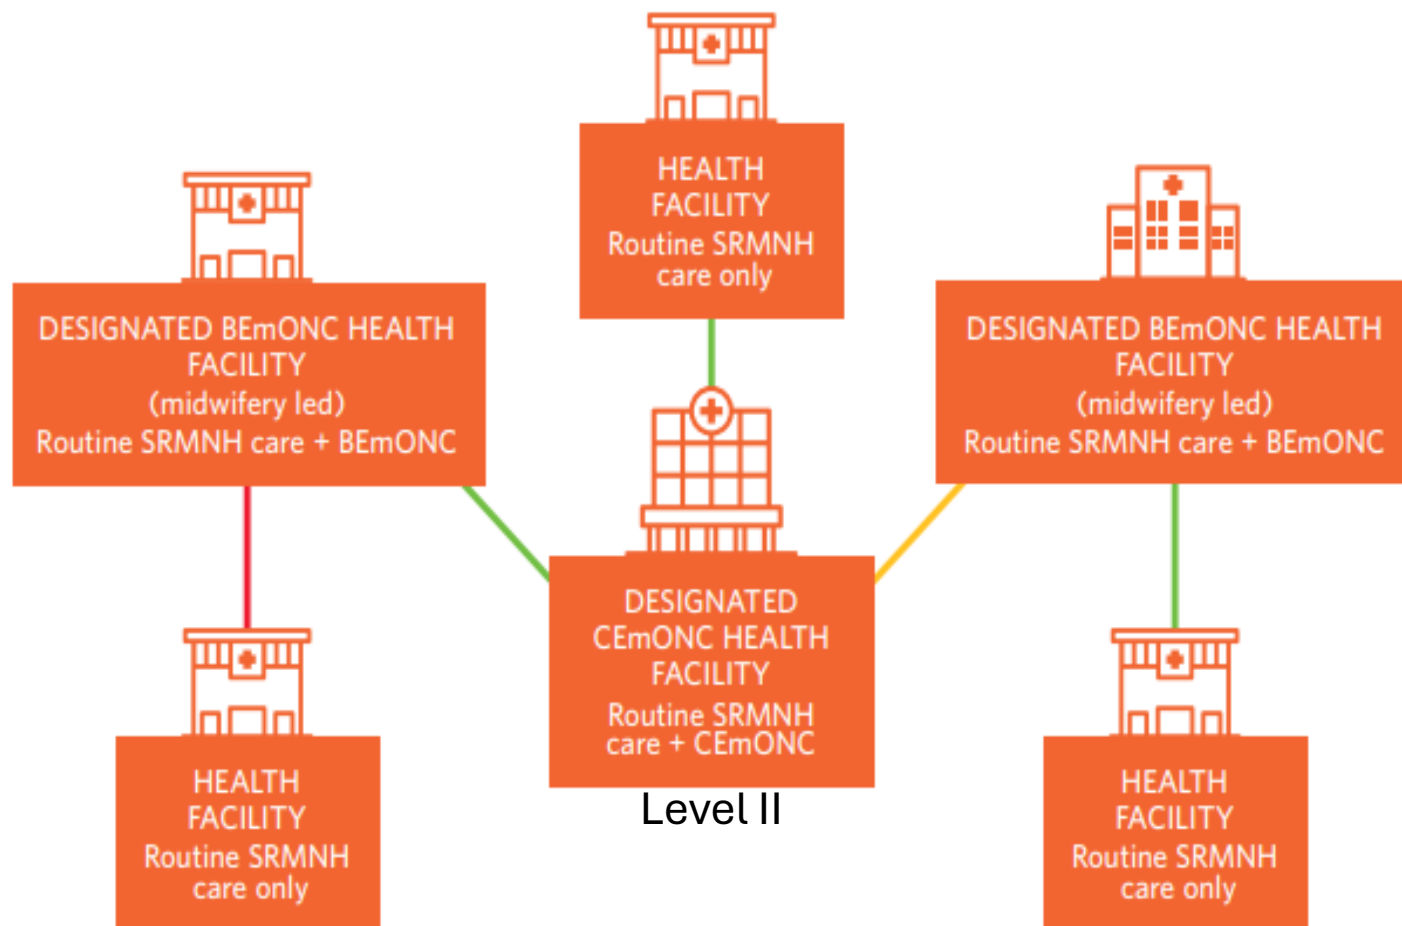 HEALTH
FACILITY
Routine SRMNH
care only
DESIGNATED BEmONC HEALTH
FACILITY
(midwifery led)
Routine SRMNH care + BEmONC
DESIGNATED BEmONC HEALTH
FACILITY
(midwifery led)
Routine SRMNH care + BEmONC
DESIGNATED
CEmONC HEALTH
FACILITY
Routine SRMNH
care + CEmONC
Level II
HEALTH
FACILITY
Routine SRMNH
care only
HEALTH
FACILITY
Routine SRMNH
care only